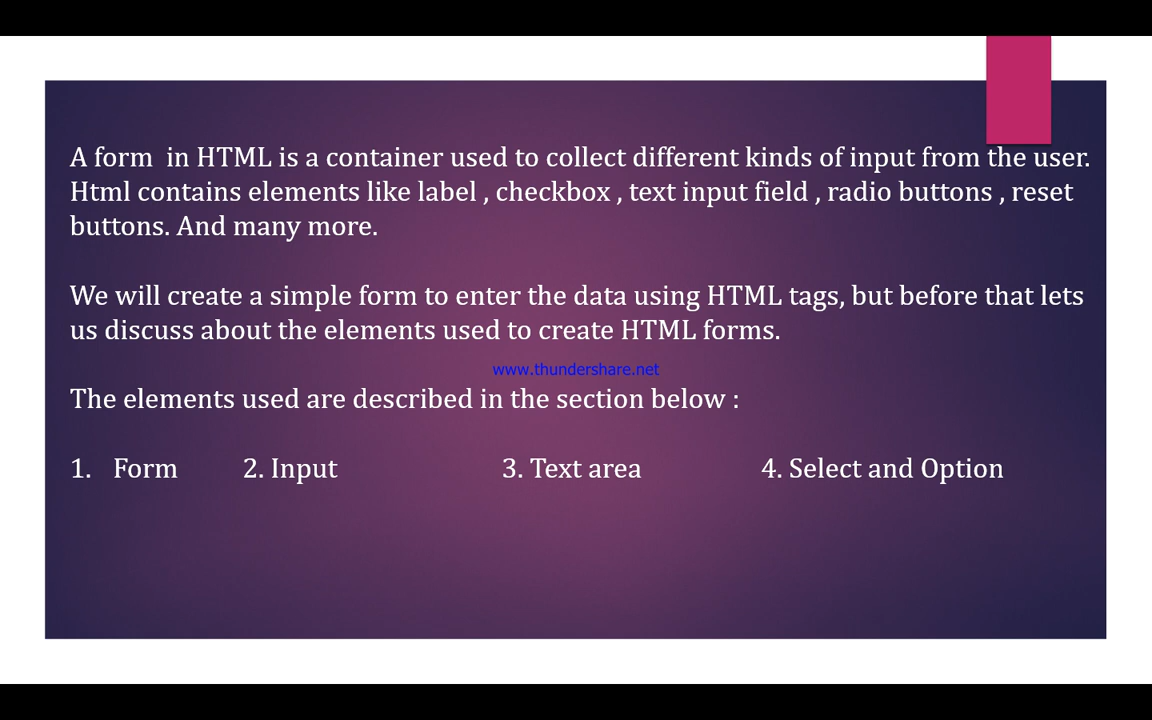 A form in HTML is a container used to collect different kinds of input from the user.
Html contains elements like label , checkbox , text input field , radio buttons , reset
buttons. And many more.
We will create a simple form to enter the data using HTML tags, but before that lets
us discuss about the elements used to create HTML forms.
www.thundershare.net
The elements used are described in the section below :
1. Form 2. Input 3. Text area 4. Select and Option